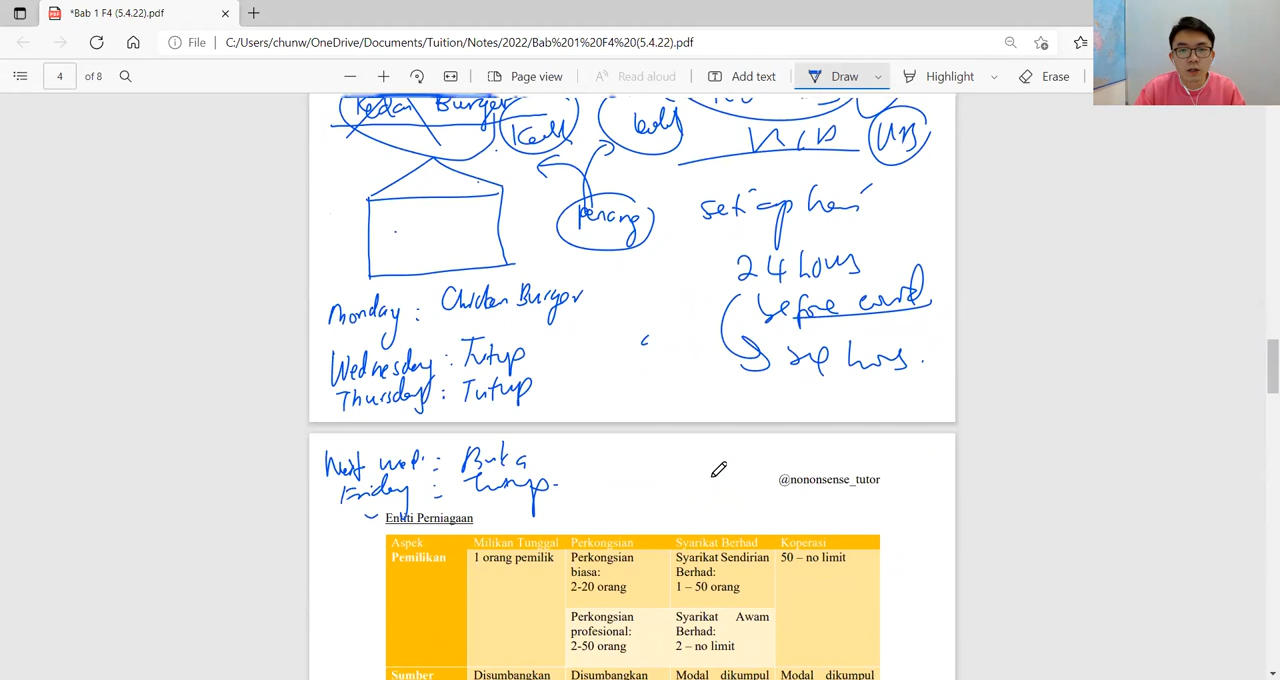 *Bab 1 F4 (5.4.22).pdf
File C:/Users/chunw/OneDrive/Documents/Tuition/Notes/2022/Bab%201%20F4%20(5.4.22).pdf
4 of 8 Page view Read aloud Add text Draw Highlight Erase
Kedai Burger
Penang
setiap hari
24 hours
before covid
Monday : Chicken Burger
Wednesday : Tutup
Thursday : Tutup
Next : Buka
Friday : Tutup
@nononsense_tutor
Entiti Perniagaan
Aspek Milikan Tunggal Perkongsian Syarikat Berhad Koperasi
Pemilikan 1 orang pemilik Perkongsian Syarikat Sendirian 50 – no limit
biasa: Berhad:
2-20 orang 1 – 50 orang
Perkongsian Syarikat Awam
profesional: Berhad:
2-50 orang 2 – no limit
Sumber Disumbangkan Disumbangkan Modal dikumpul Modal dikumpul